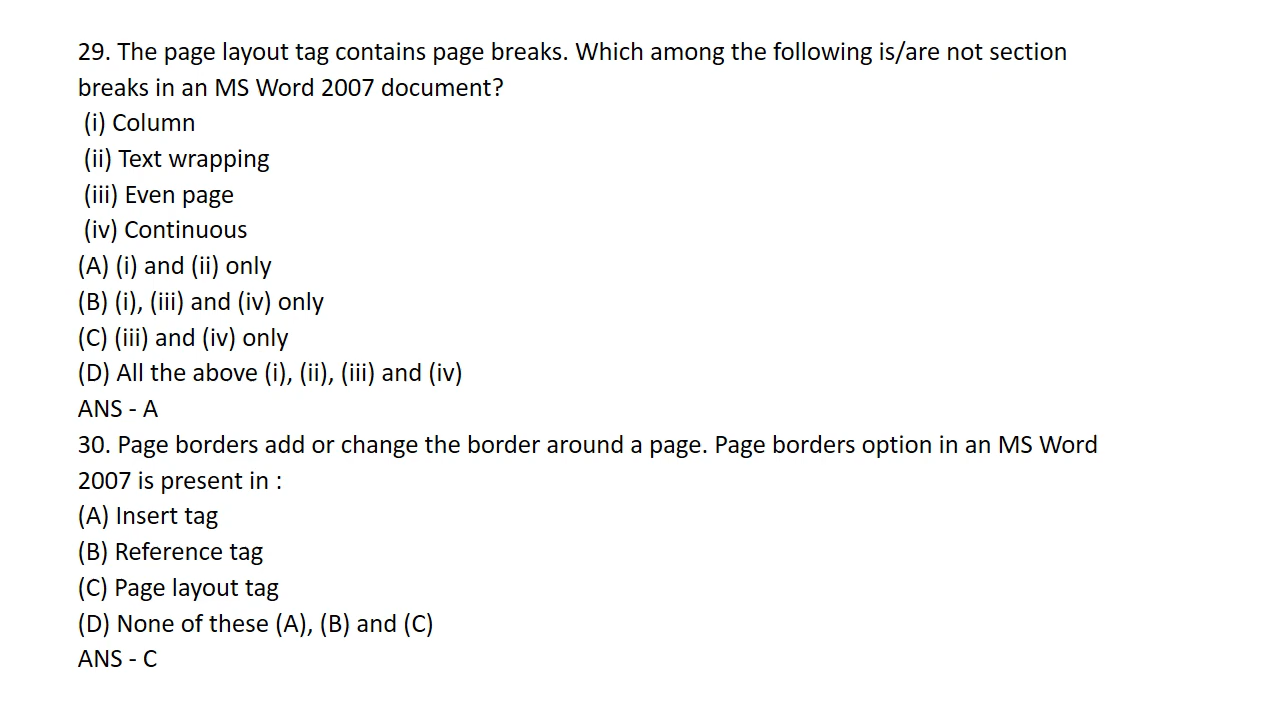 29. The page layout tag contains page breaks. Which among the following is/are not section
breaks in an MS Word 2007 document?
(i) Column
(ii) Text wrapping
(iii) Even page
(iv) Continuous
(A) (i) and (ii) only
(B) (i), (iii) and (iv) only
(C) (iii) and (iv) only
(D) All the above (i), (ii), (iii) and (iv)
ANS - A
30. Page borders add or change the border around a page. Page borders option in an MS Word
2007 is present in :
(A) Insert tag
(B) Reference tag
(C) Page layout tag
(D) None of these (A), (B) and (C)
ANS - C